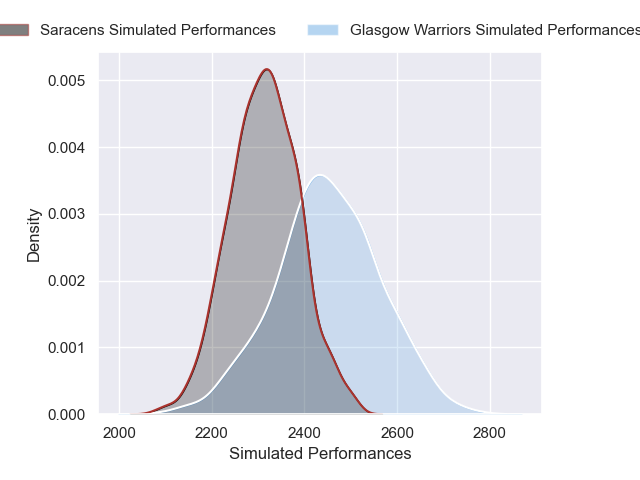 Saracens Simulated Performances
Glasgow Warriors Simulated Performances
0.005
0.004
0.003
0.002
0.001
0.000
Density
2000 2200 2400 2600 2800
Simulated Performances